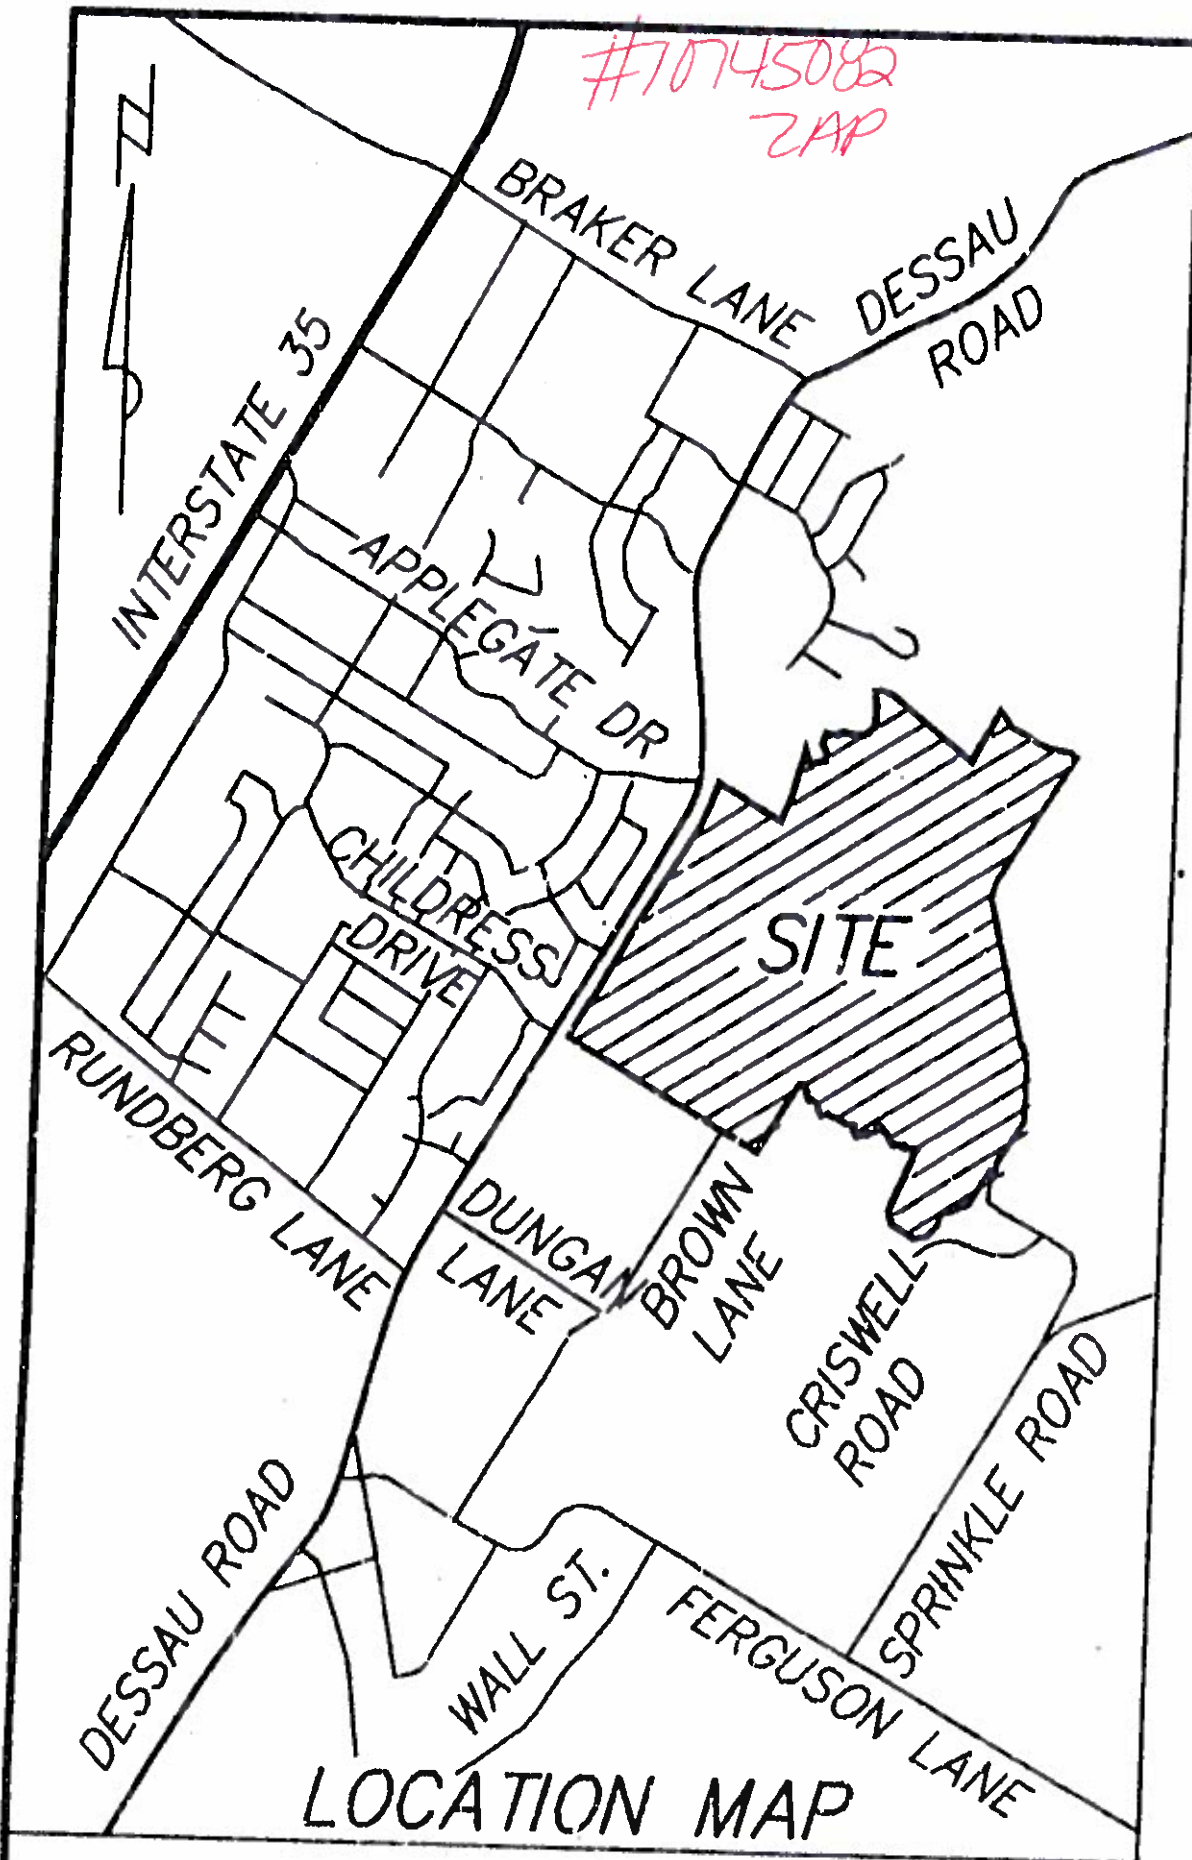 #10745082
ZAP
N
BRAKER LANE
DESSAU
ROAD
INTERSTATE 35
APPLEGATE DR
CHILDRESS
DRIVE
SITE
RUNDBERG LANE
DUNGAN
LANE
BROWN
LANE
CRISWELL
ROAD
SPRINKLE ROAD
DESSAU ROAD
WALL ST.
FERGUSON LANE
LOCATION MAP